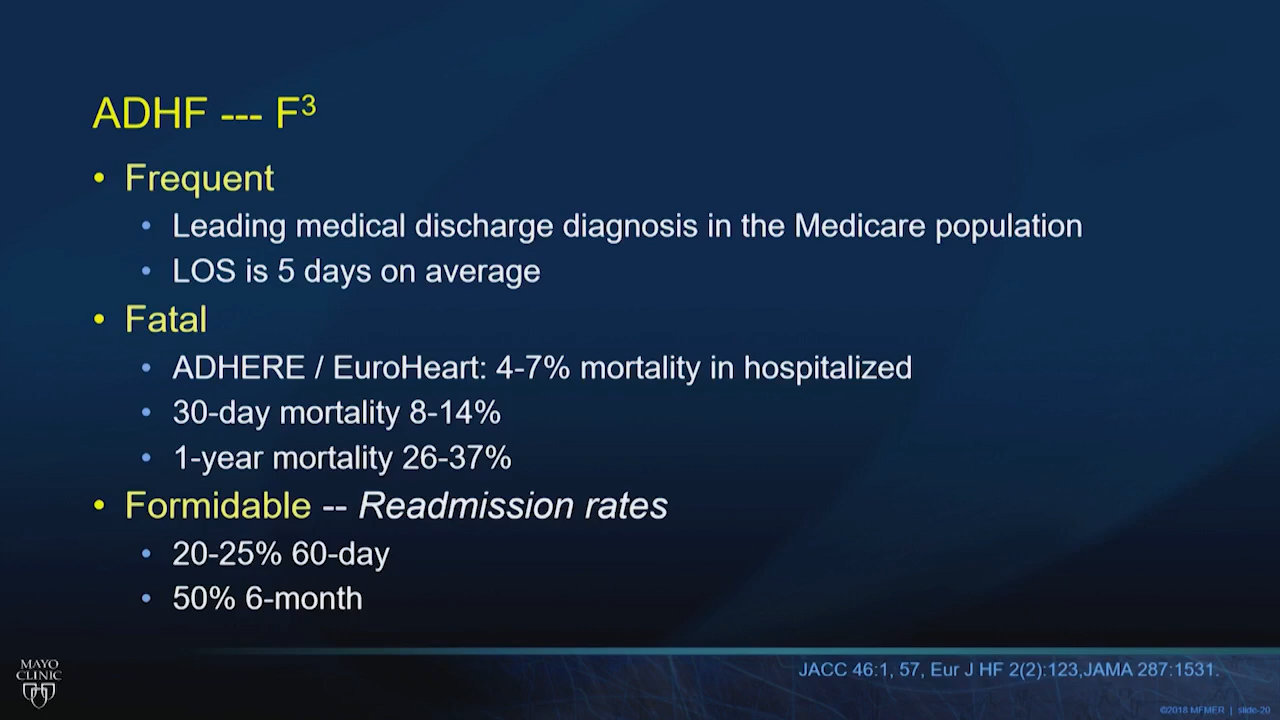 ADHF --- F³
• Frequent
• Leading medical discharge diagnosis in the Medicare population
• LOS is 5 days on average
• Fatal
• ADHERE / EuroHeart: 4-7% mortality in hospitalized
• 30-day mortality 8-14%
• 1-year mortality 26-37%
• Formidable -- Readmission rates
• 20-25% 60-day
• 50% 6-month
MAYO
CLINIC
JACC 46:1, 57, Eur J HF 2(2):123,JAMA 287:1531.
©2018 MFMER | slide-20